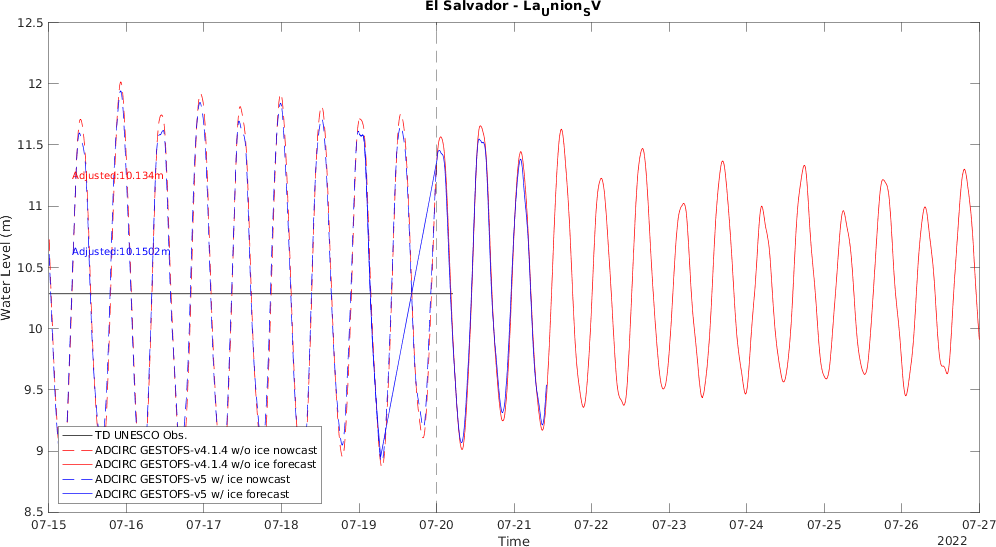 El Salvador - LaUnionSV
12.5
12
11.5
11
10.5
10
9.5
9
8.5
Water Level (m)
Adjusted:10.134m
Adjusted:10.1502m
TD UNESCO Obs.
ADCIRC GESTOFS-v4.1.4 w/o ice nowcast
ADCIRC GESTOFS-v4.1.4 w/o ice forecast
ADCIRC GESTOFS-v5 w/ ice nowcast
ADCIRC GESTOFS-v5 w/ ice forecast
07-15 07-16 07-17 07-18 07-19 07-20 07-21 07-22 07-23 07-24 07-25 07-26 07-27
Time
2022